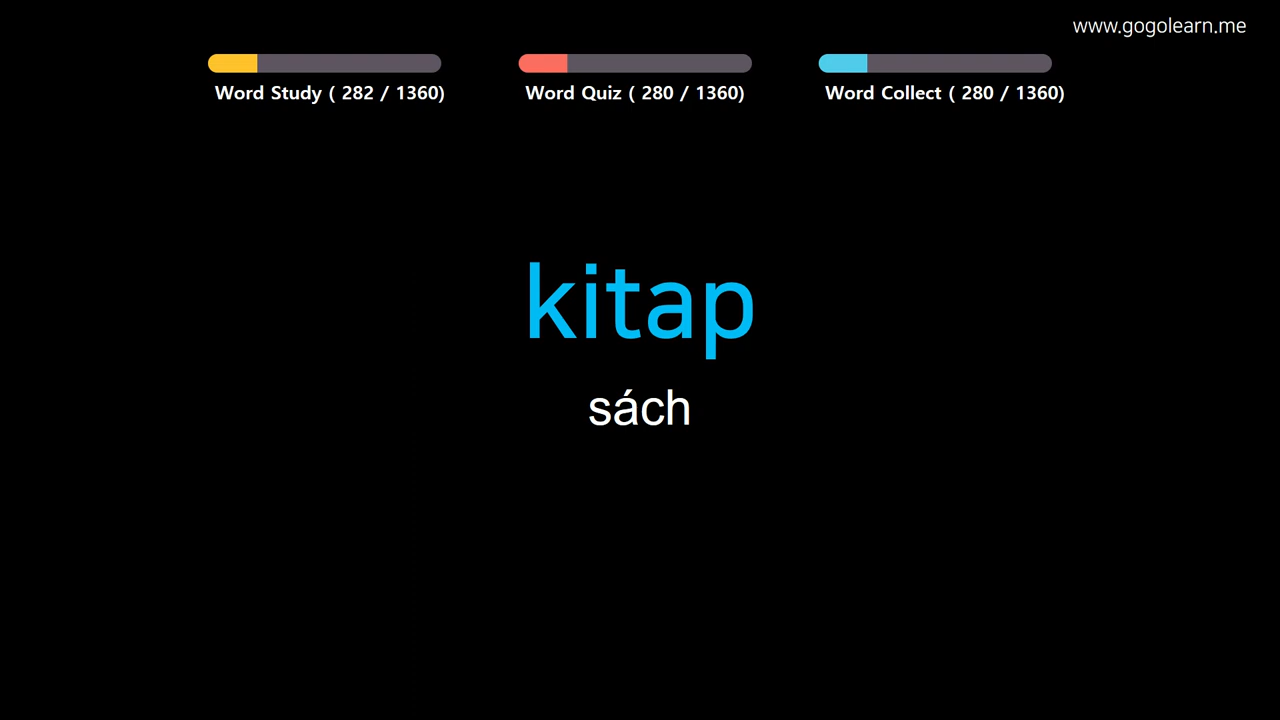 www.gogolearn.me
Word Study ( 282 / 1360)
Word Quiz ( 280 / 1360)
Word Collect ( 280 / 1360)
kitap
sách